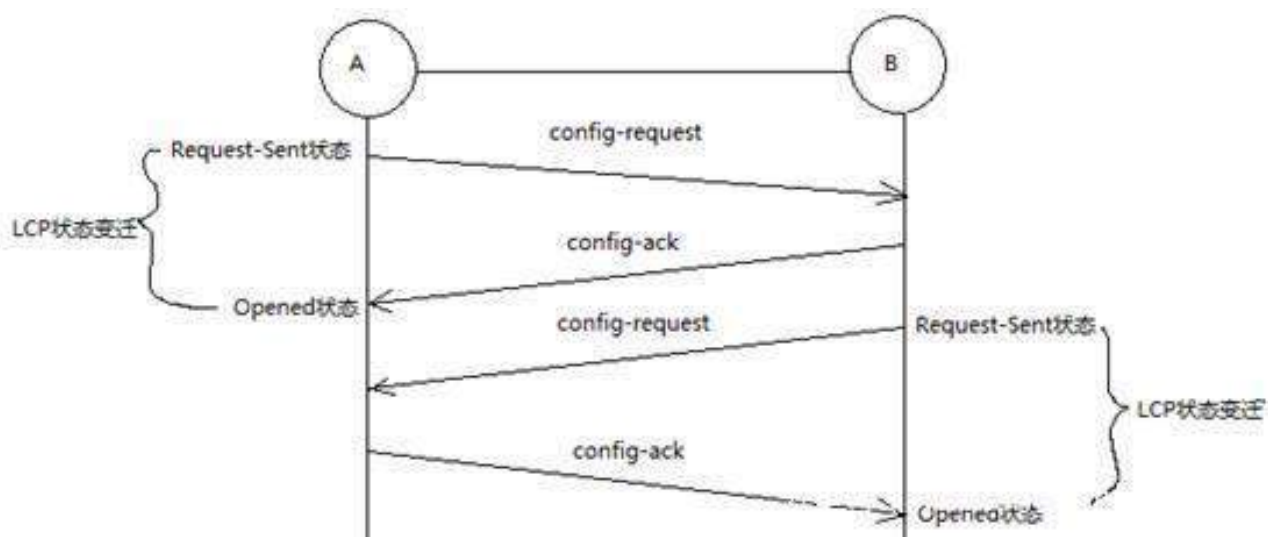 A
B
config-request
Request-Sent状态
LCP状态变迁
config-ack
Opened状态
config-request
Request-Sent状态
LCP状态变迁
config-ack
Opened状态